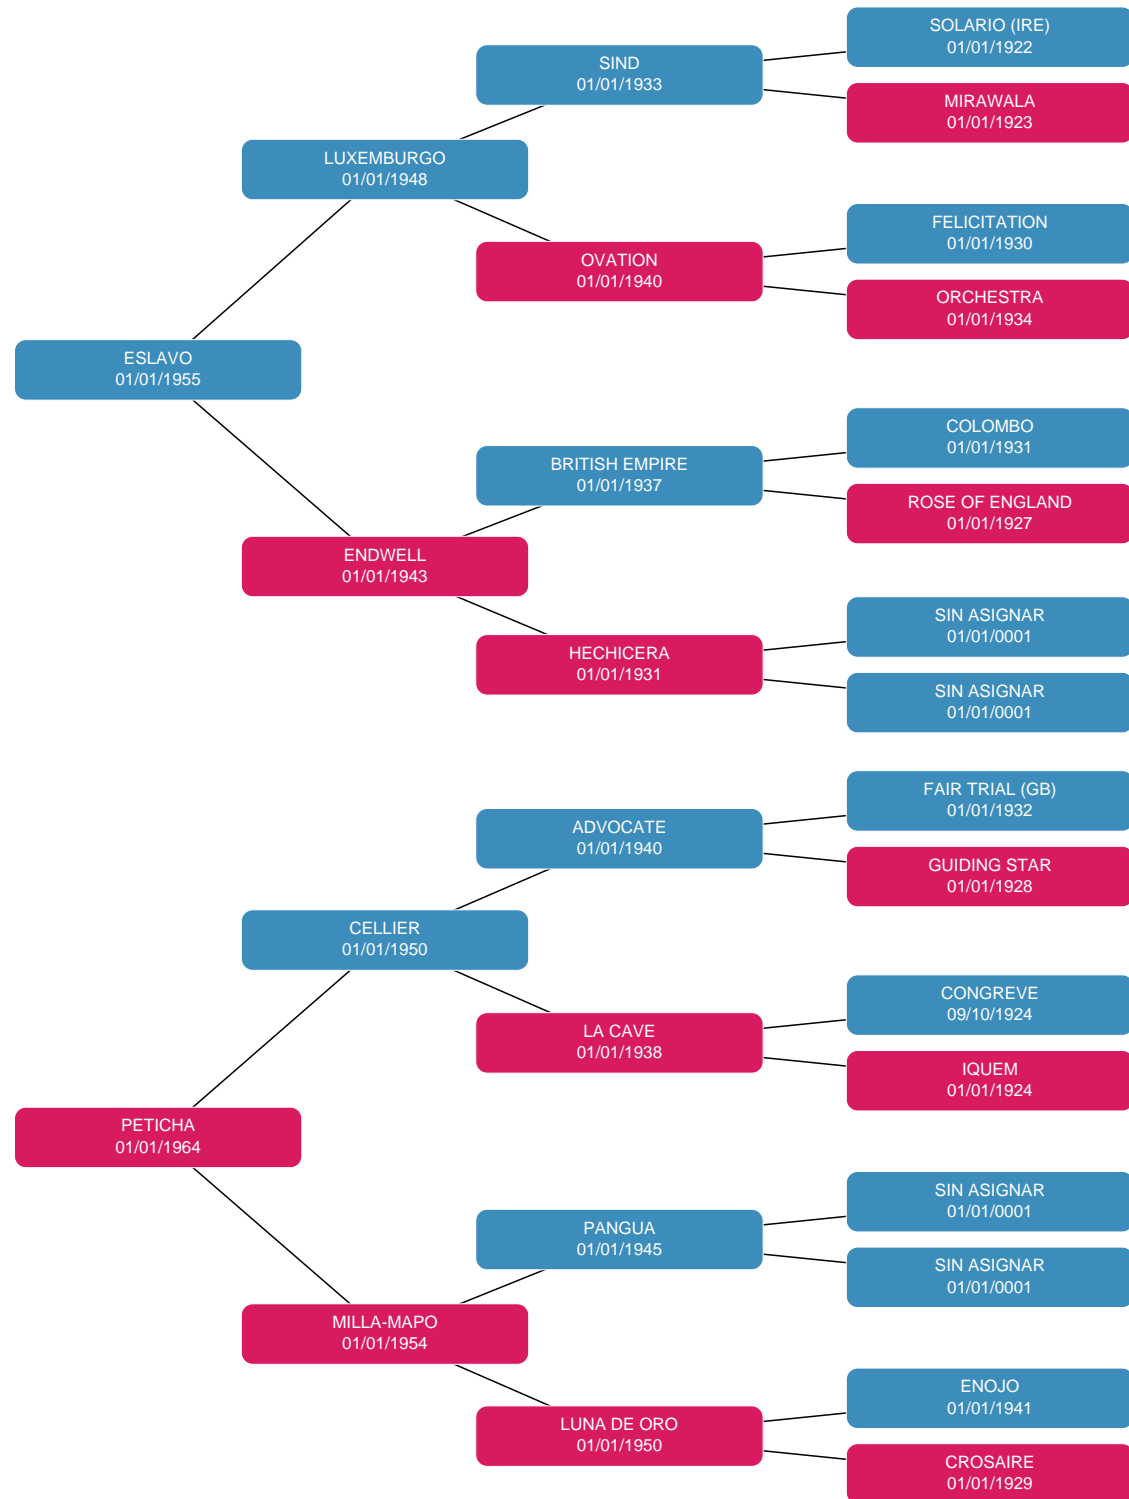 SOLARIO (IRE)
01/01/1922
SIND
01/01/1933
MIRAWALA
01/01/1923
LUXEMBURGO
01/01/1948
FELICITATION
01/01/1930
OVATION
01/01/1940
ORCHESTRA
01/01/1934
ESLAVO
01/01/1955
COLOMBO
01/01/1931
BRITISH EMPIRE
01/01/1937
ROSE OF ENGLAND
01/01/1927
ENDWELL
01/01/1943
SIN ASIGNAR
01/01/0001
HECHICERA
01/01/1931
SIN ASIGNAR
01/01/0001
FAIR TRIAL (GB)
01/01/1932
ADVOCATE
01/01/1940
GUIDING STAR
01/01/1928
CELLIER
01/01/1950
CONGREVE
09/10/1924
LA CAVE
01/01/1938
IQUEM
01/01/1924
PETICHA
01/01/1964
SIN ASIGNAR
01/01/0001
PANGUA
01/01/1945
SIN ASIGNAR
01/01/0001
MILLA-MAPO
01/01/1954
ENOJO
01/01/1941
LUNA DE ORO
01/01/1950
CROSAIRE
01/01/1929